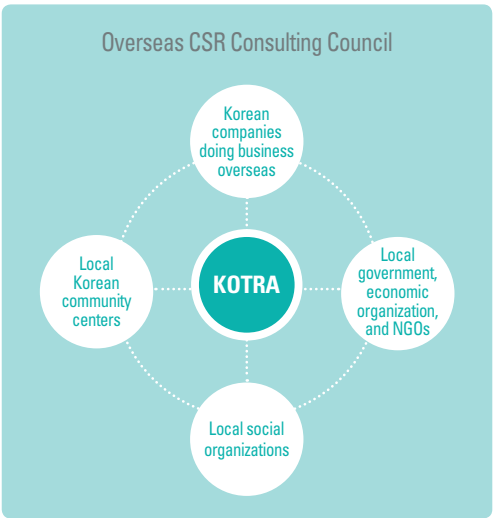 Overseas CSR Consulting Council
Korean
companies
doing business
overseas
Local
Korean
community
centers
KOTRA
Local
government,
economic
organization,
and NGOs
Local social
organizations